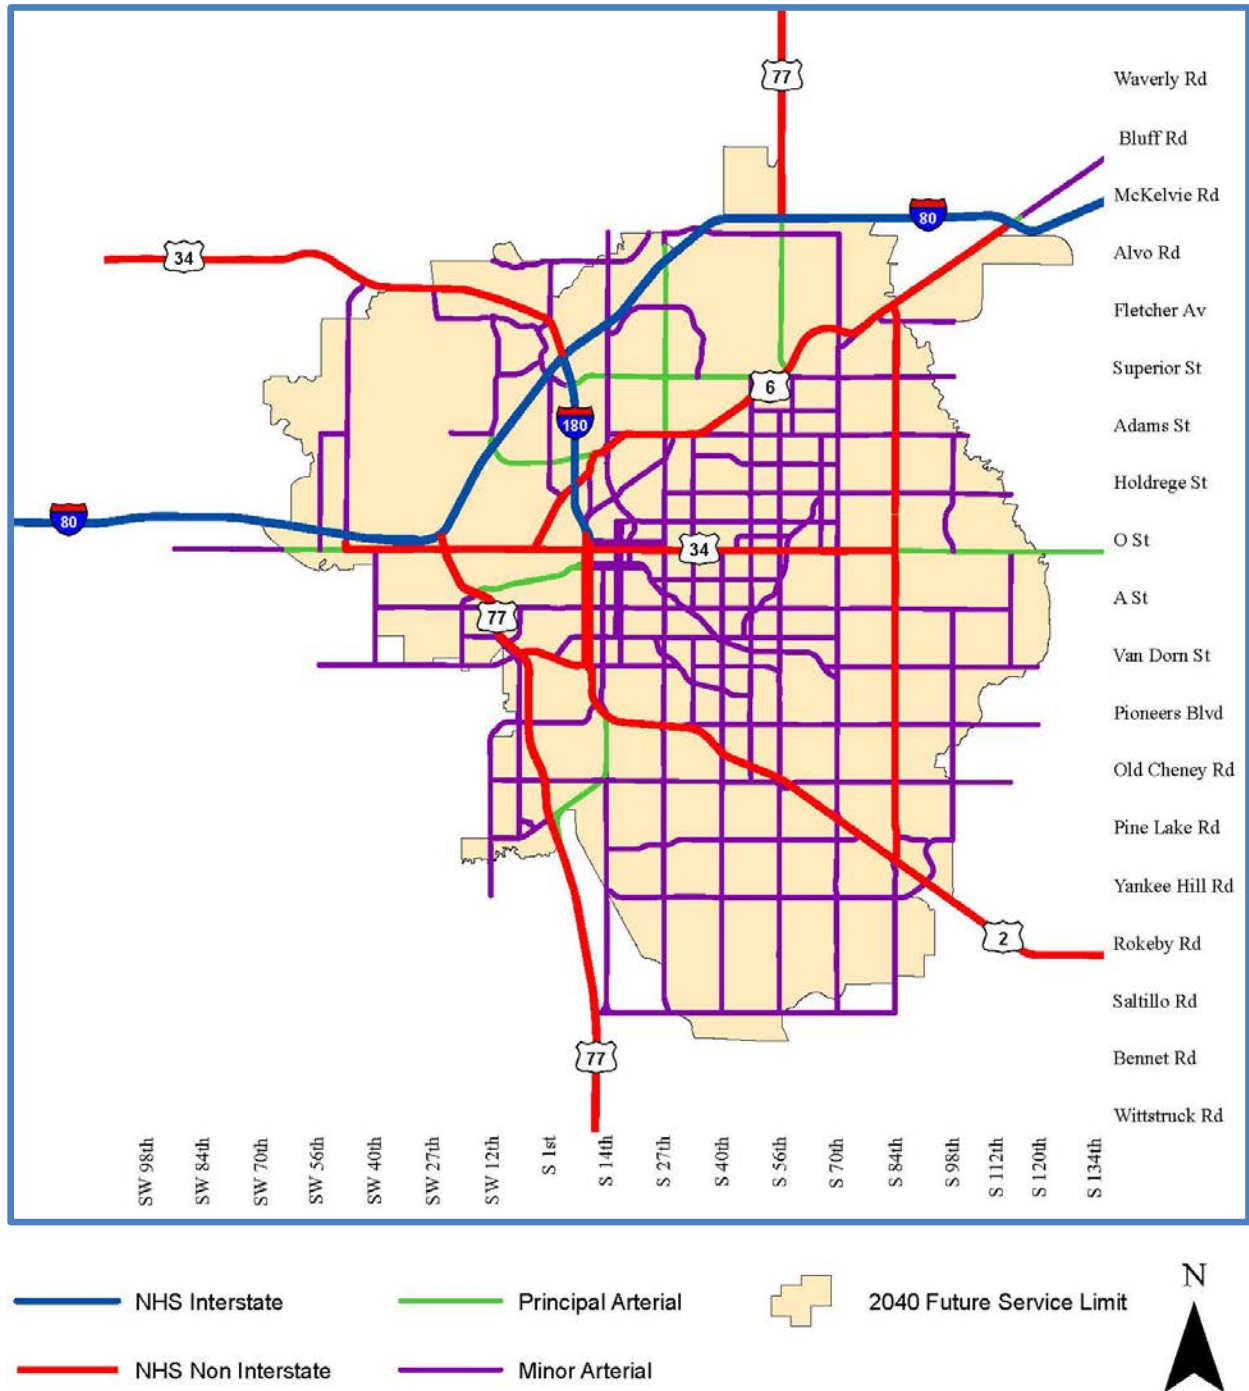 77
Waverly Rd
Bluff Rd
McKelvie Rd
80
34
Alvo Rd
Fletcher Av
Superior St
6
180
Adams St
Holdrege St
80
O St
34
A St
77
Van Dorn St
Pioneers Blvd
Old Cheney Rd
Pine Lake Rd
Yankee Hill Rd
2
Rokeby Rd
Saltillo Rd
77
Bennet Rd
Wittstruck Rd
SW 98th
SW 84th
SW 70th
SW 56th
SW 40th
SW 27th
SW 12th
S 1st
S 14th
S 27th
S 40th
S 56th
S 70th
S 84th
S 98th
S 112th
S 120th
S 134th
NHS Interstate
Principal Arterial
2040 Future Service Limit
N
NHS Non Interstate
Minor Arterial